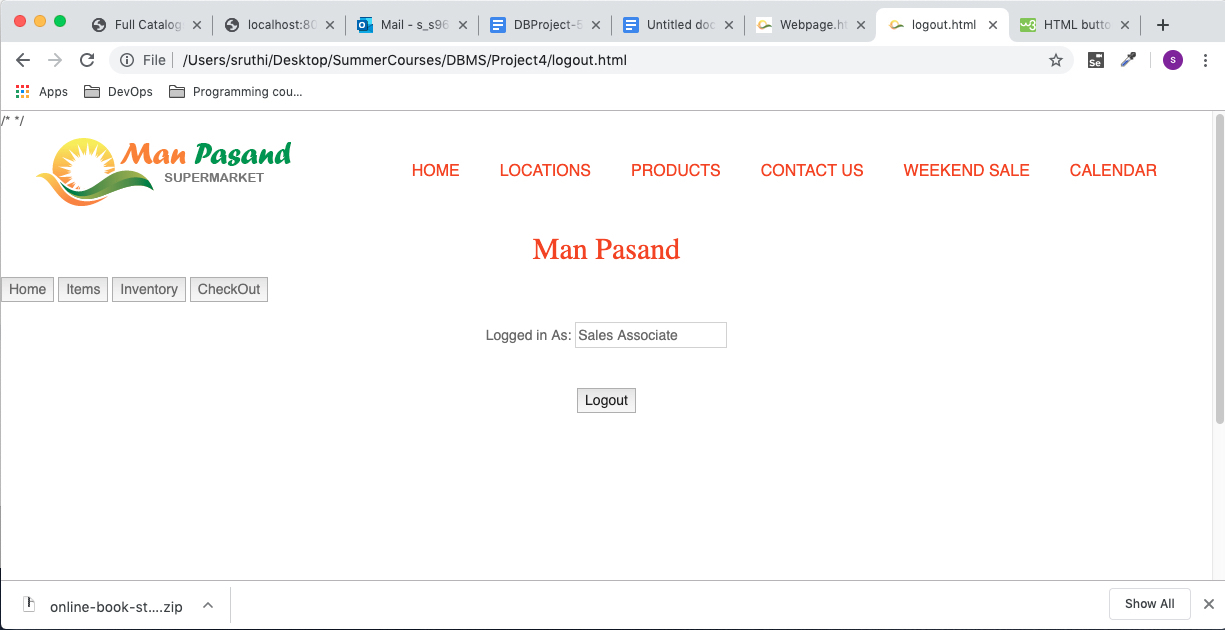 Full Catalog
localhost:80
Mail - s_s96
DBProject-5
Untitled doc
Webpage.ht
logout.html
HTML butto
File
/Users/sruthi/Desktop/SummerCourses/DBMS/Project4/logout.html
Se
s
Apps
DevOps
Programming cou...
/* */
Man Pasand
SUPERMARKET
HOME
LOCATIONS
PRODUCTS
CONTACT US
WEEKEND SALE
CALENDAR
Man Pasand
Home
Items
Inventory
CheckOut
Logged in As: Sales Associate
Logout
online-book-st....zip
Show All